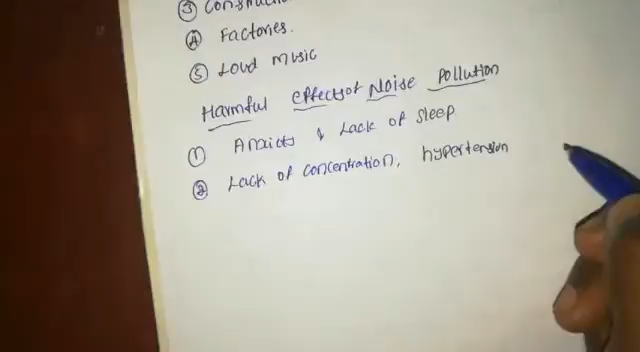 ③ Constructi
④ Factories.
⑤ Loud music
Harmful Effects of Noise Pollution
① Anxiety & Lack of sleep
② Lack of concentration, hypertension